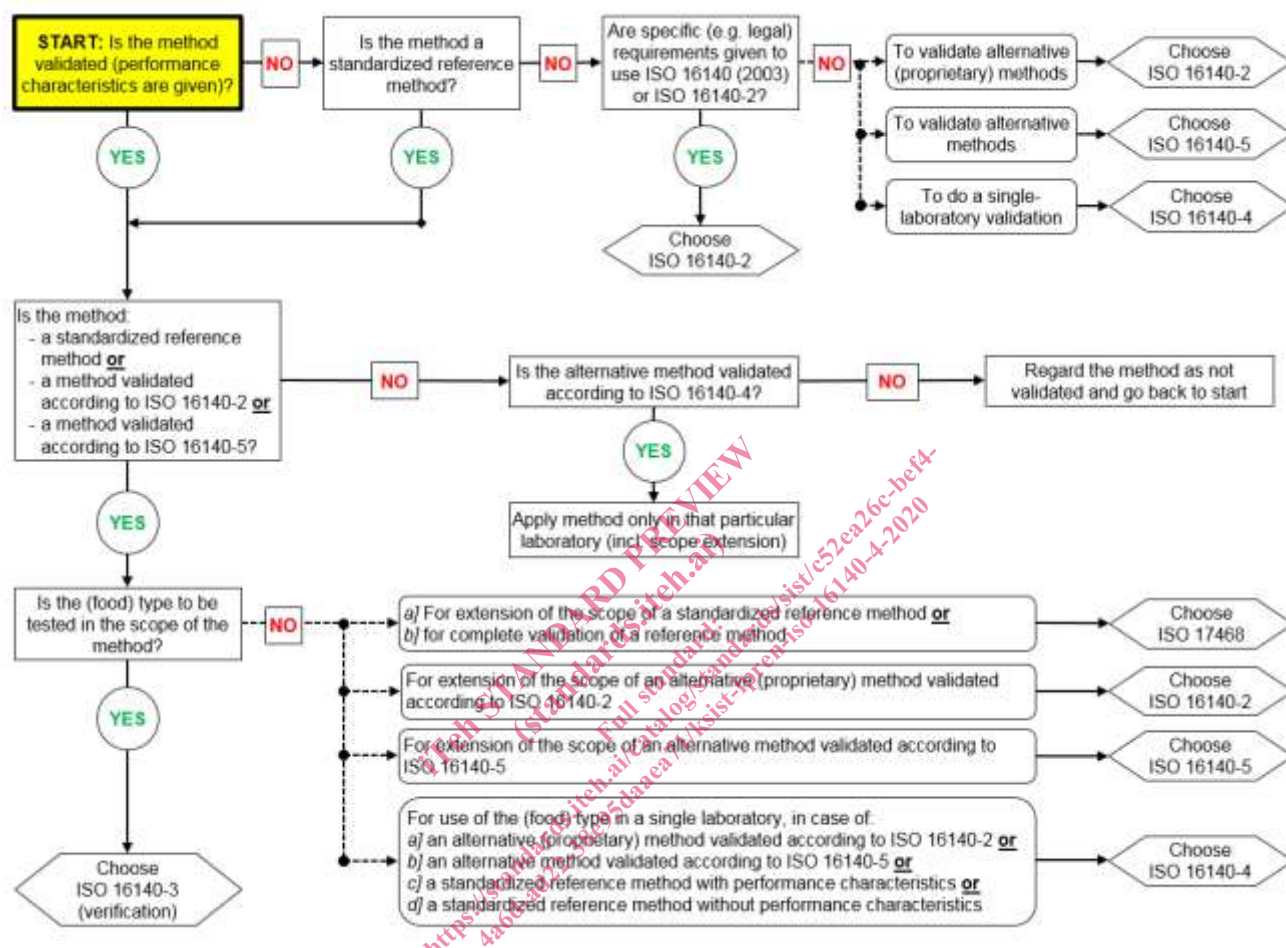 START: Is the method
validated (performance
characteristics are given)?
NO
Is the method a
standardized reference
method?
NO
Are specific (e.g. legal)
requirements given to
use ISO 16140 (2003)
or ISO 16140-2?
NO
To validate alternative
(proprietary) methods
Choose
ISO 16140-2
To validate alternative
methods
Choose
ISO 16140-5
To do a single-
laboratory validation
Choose
ISO 16140-4
YES
YES
YES
Choose
ISO 16140-2
Is the method:
- a standardized reference
method or
- a method validated
according to ISO 16140-2 or
- a method validated
according to ISO 16140-5?
NO
Is the alternative method validated
according to ISO 16140-4?
NO
Regard the method as not
validated and go back to start
YES
Apply method only in that particular
laboratory (incl. scope extension)
YES
Is the (food) type to be
tested in the scope of the
method?
NO
a] For extension of the scope of a standardized reference method or
b] for complete validation of a reference method
Choose
ISO 17468
For extension of the scope of an alternative (proprietary) method validated
according to ISO 16140-2
Choose
ISO 16140-2
For extension of the scope of an alternative method validated according to
ISO 16140-5
Choose
ISO 16140-5
For use of the (food) type in a single laboratory, in case of:
a] an alternative (proprietary) method validated according to ISO 16140-2 or
b] an alternative method validated according to ISO 16140-5 or
c] a standardized reference method with performance characteristics or
d] a standardized reference method without performance characteristics
Choose
ISO 16140-4
YES
Choose
ISO 16140-3
(verification)
iTeh STANDARD PREVIEW
(standards.iteh.ai)
Full standard: